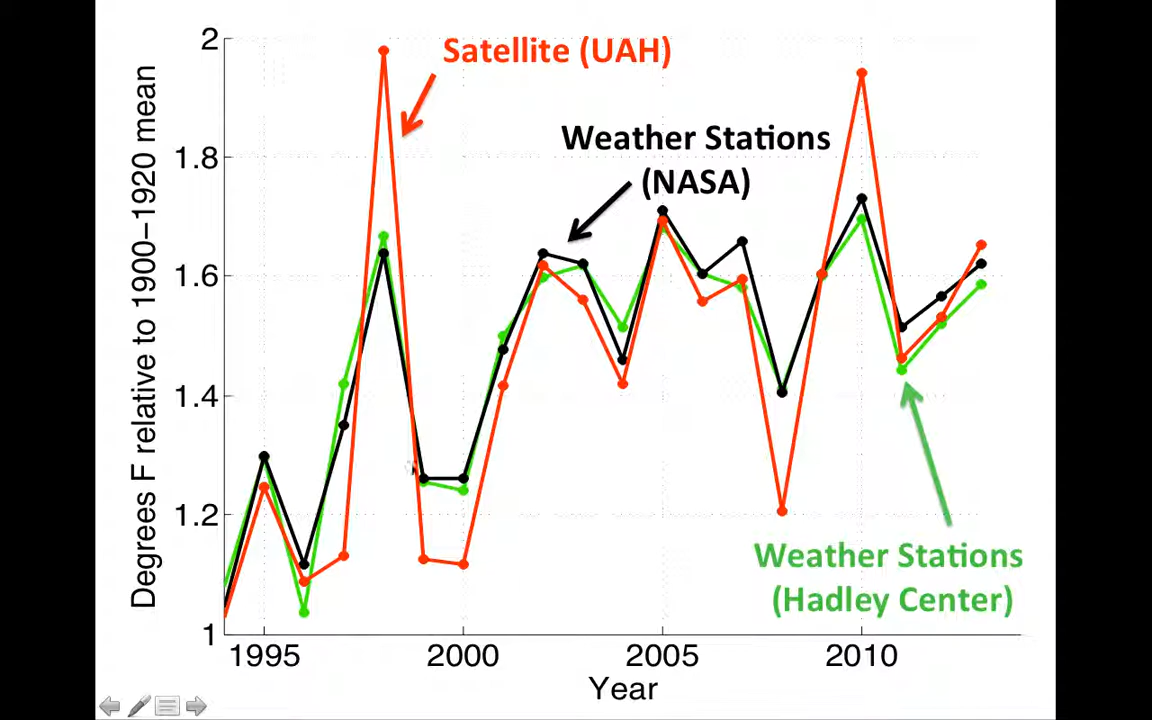 2
Satellite (UAH)
Weather Stations
(NASA)
1.8
1.6
1.4
1.2
1
Degrees F relative to 1900−1920 mean
Weather Stations
(Hadley Center)
1995 2000 2005 2010
Year